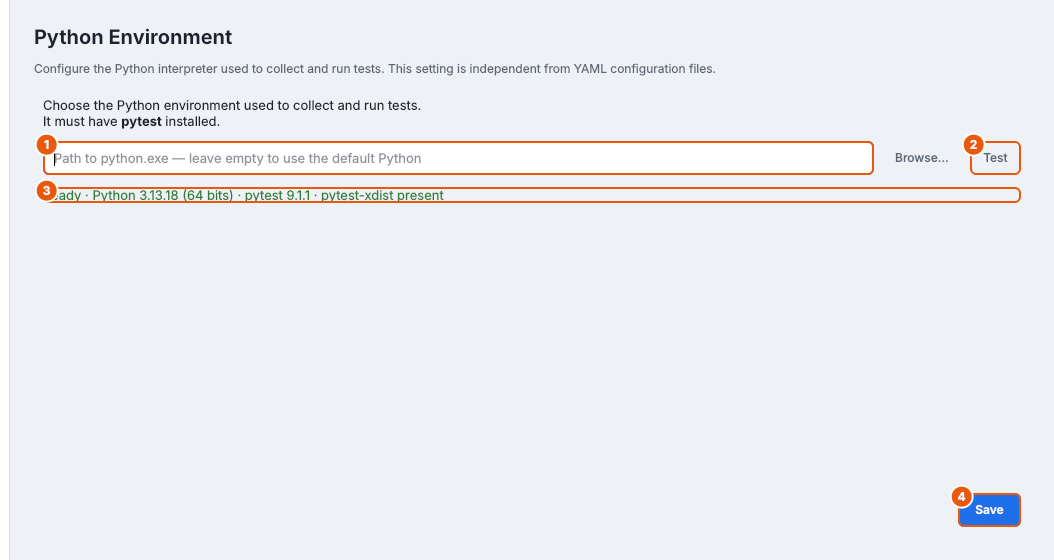 Python Environment
Configure the Python interpreter used to collect and run tests. This setting is independent from YAML configuration files.
Choose the Python environment used to collect and run tests.
It must have pytest installed.
1
Path to python.exe — leave empty to use the default Python
Browse...
2
Test
3
eady · Python 3.13.18 (64 bits) · pytest 9.1.1 · pytest-xdist present
4
Save